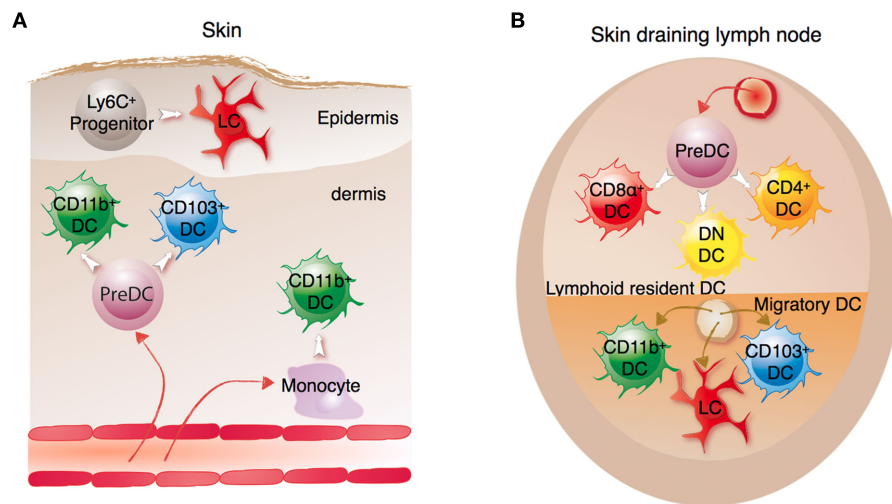 A
Skin
Ly6C+
Progenitor
LC
Epidermis
dermis
CD11b+
DC
CD103+
DC
PreDC
CD11b+
DC
Monocyte
B
Skin draining lymph node
PreDC
CD8α+
DC
CD4+
DC
DN
DC
Lymphoid resident DC
Migratory DC
CD11b+
DC
CD103+
DC
LC